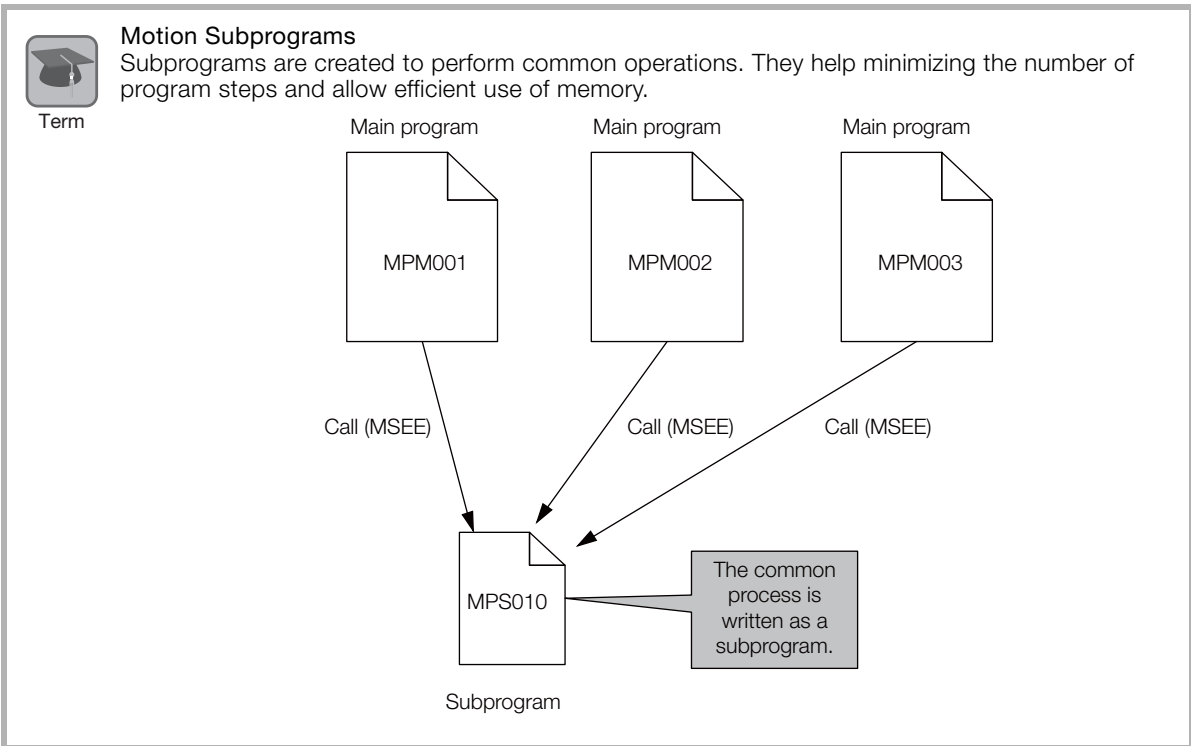 Motion Subprograms
Subprograms are created to perform common operations. They help minimizing the number of
program steps and allow efficient use of memory.
Term
Main program
Main program
Main program
MPM001
MPM002
MPM003
Call (MSEE)
Call (MSEE)
Call (MSEE)
MPS010
The common
process is
written as a
subprogram.
Subprogram